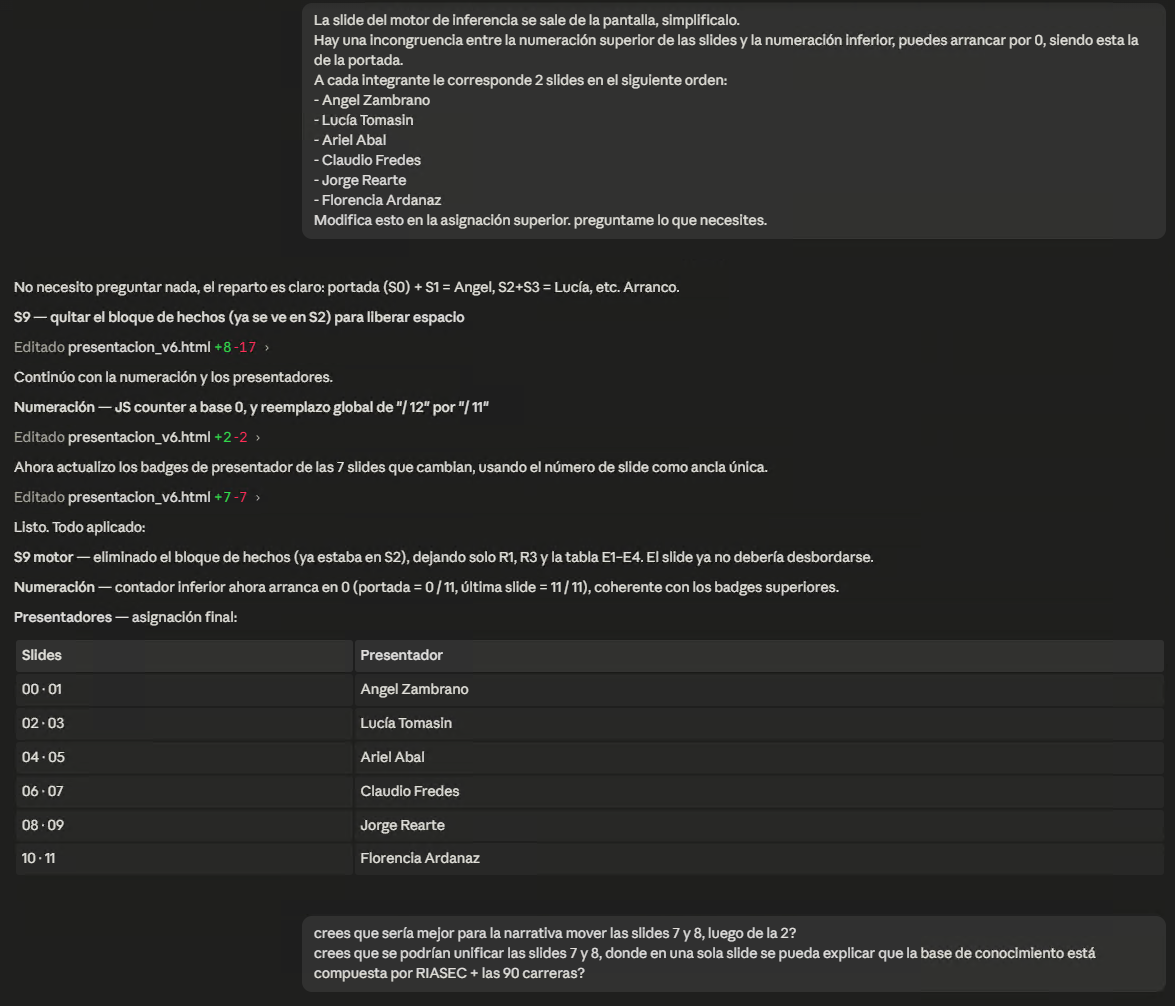 La slide del motor de inferencia se sale de la pantalla, simplificalo.
Hay una incongruencia entre la numeración superior de las slides y la numeración inferior, puedes arrancar por 0, siendo esta la
de la portada.
A cada integrante le corresponde 2 slides en el siguiente orden:
- Angel Zambrano
- Lucía Tomasin
- Ariel Abal
- Claudio Fredes
- Jorge Rearte
- Florencia Ardanaz
Modifica esto en la asignación superior. preguntame lo que necesites.
No necesito preguntar nada, el reparto es claro: portada (S0) + S1 = Angel, S2+S3 = Lucía, etc. Arranco.
S9 — quitar el bloque de hechos (ya se ve en S2) para liberar espacio
Editado presentacion_v6.html +8 -17 ›
Continúo con la numeración y los presentadores.
Numeración — JS counter a base 0, y reemplazo global de "/ 12" por "/ 11"
Editado presentacion_v6.html +2 -2 ›
Ahora actualizo los badges de presentador de las 7 slides que cambian, usando el número de slide como ancla única.
Editado presentacion_v6.html +7 -7 ›
Listo. Todo aplicado:
S9 motor — eliminado el bloque de hechos (ya estaba en S2), dejando solo R1, R3 y la tabla E1–E4. El slide ya no debería desbordarse.
Numeración — contador inferior ahora arranca en 0 (portada = 0 / 11, última slide = 11 / 11), coherente con los badges superiores.
Presentadores — asignación final:
Slides Presentador
00 · 01 Angel Zambrano
02 · 03 Lucía Tomasin
04 · 05 Ariel Abal
06 · 07 Claudio Fredes
08 · 09 Jorge Rearte
10 · 11 Florencia Ardanaz
crees que sería mejor para la narrativa mover las slides 7 y 8, luego de la 2?
crees que se podrían unificar las slides 7 y 8, donde en una sola slide se pueda explicar que la base de conocimiento está
compuesta por RIASEC + las 90 carreras?